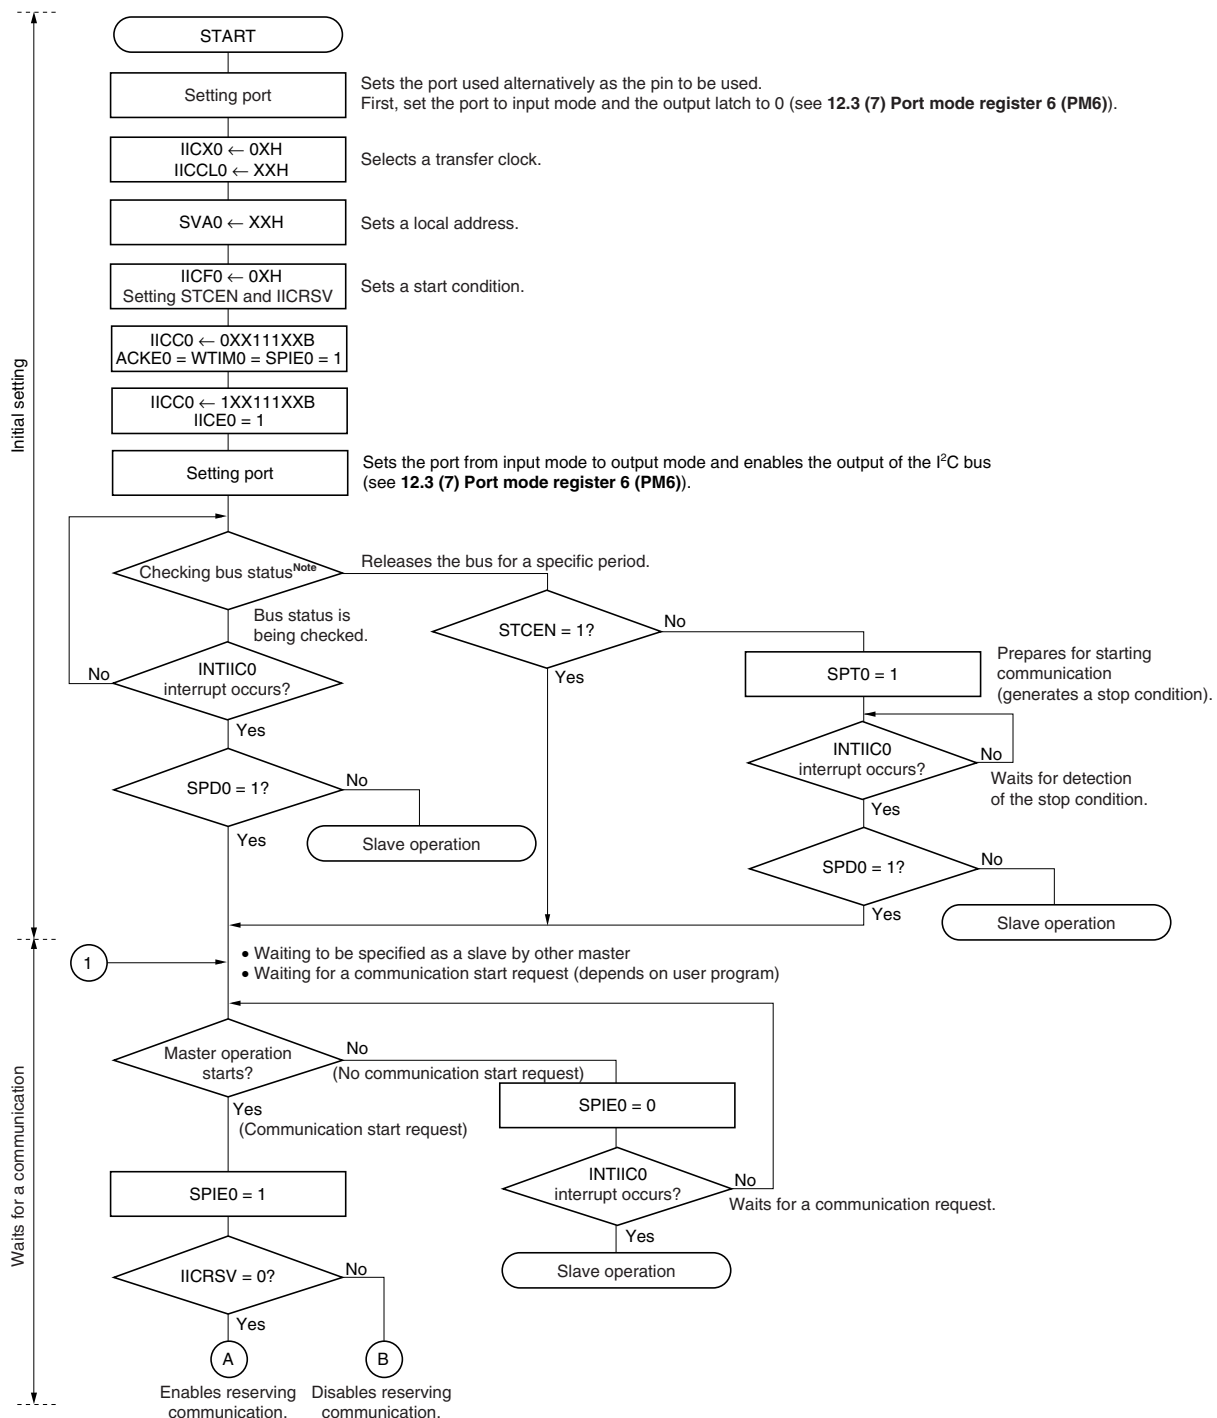 START
Setting port
Sets the port used alternatively as the pin to be used.
First, set the port to input mode and the output latch to 0 (see 12.3 (7) Port mode register 6 (PM6)).
IICX0 ← 0XH
IICCL0 ← XXH
Selects a transfer clock.
SVA0 ← XXH
Sets a local address.
IICF0 ← 0XH
Setting STCEN and IICRSV
Sets a start condition.
IICC0 ← 0XX111XXB
ACKE0 = WTIM0 = SPIE0 = 1
IICC0 ← 1XX111XXB
IICE0 = 1
Initial setting
Setting port
Sets the port from input mode to output mode and enables the output of the I²C bus
(see 12.3 (7) Port mode register 6 (PM6)).
Checking bus statusNote
Releases the bus for a specific period.
Bus status is
being checked.
STCEN = 1?
No
Yes
INTIIC0
interrupt occurs?
No
Yes
SPT0 = 1
Prepares for starting
communication
(generates a stop condition).
INTIIC0
interrupt occurs?
No
Waits for detection
of the stop condition.
Yes
SPD0 = 1?
No
Yes
Slave operation
SPD0 = 1?
No
Yes
Slave operation
1
• Waiting to be specified as a slave by other master
• Waiting for a communication start request (depends on user program)
Waits for a communication
Master operation
starts?
No
(No communication start request)
Yes
(Communication start request)
SPIE0 = 0
INTIIC0
interrupt occurs?
No
Waits for a communication request.
Yes
Slave operation
SPIE0 = 1
IICRSV = 0?
No
Yes
A
B
Enables reserving
communication.
Disables reserving
communication.